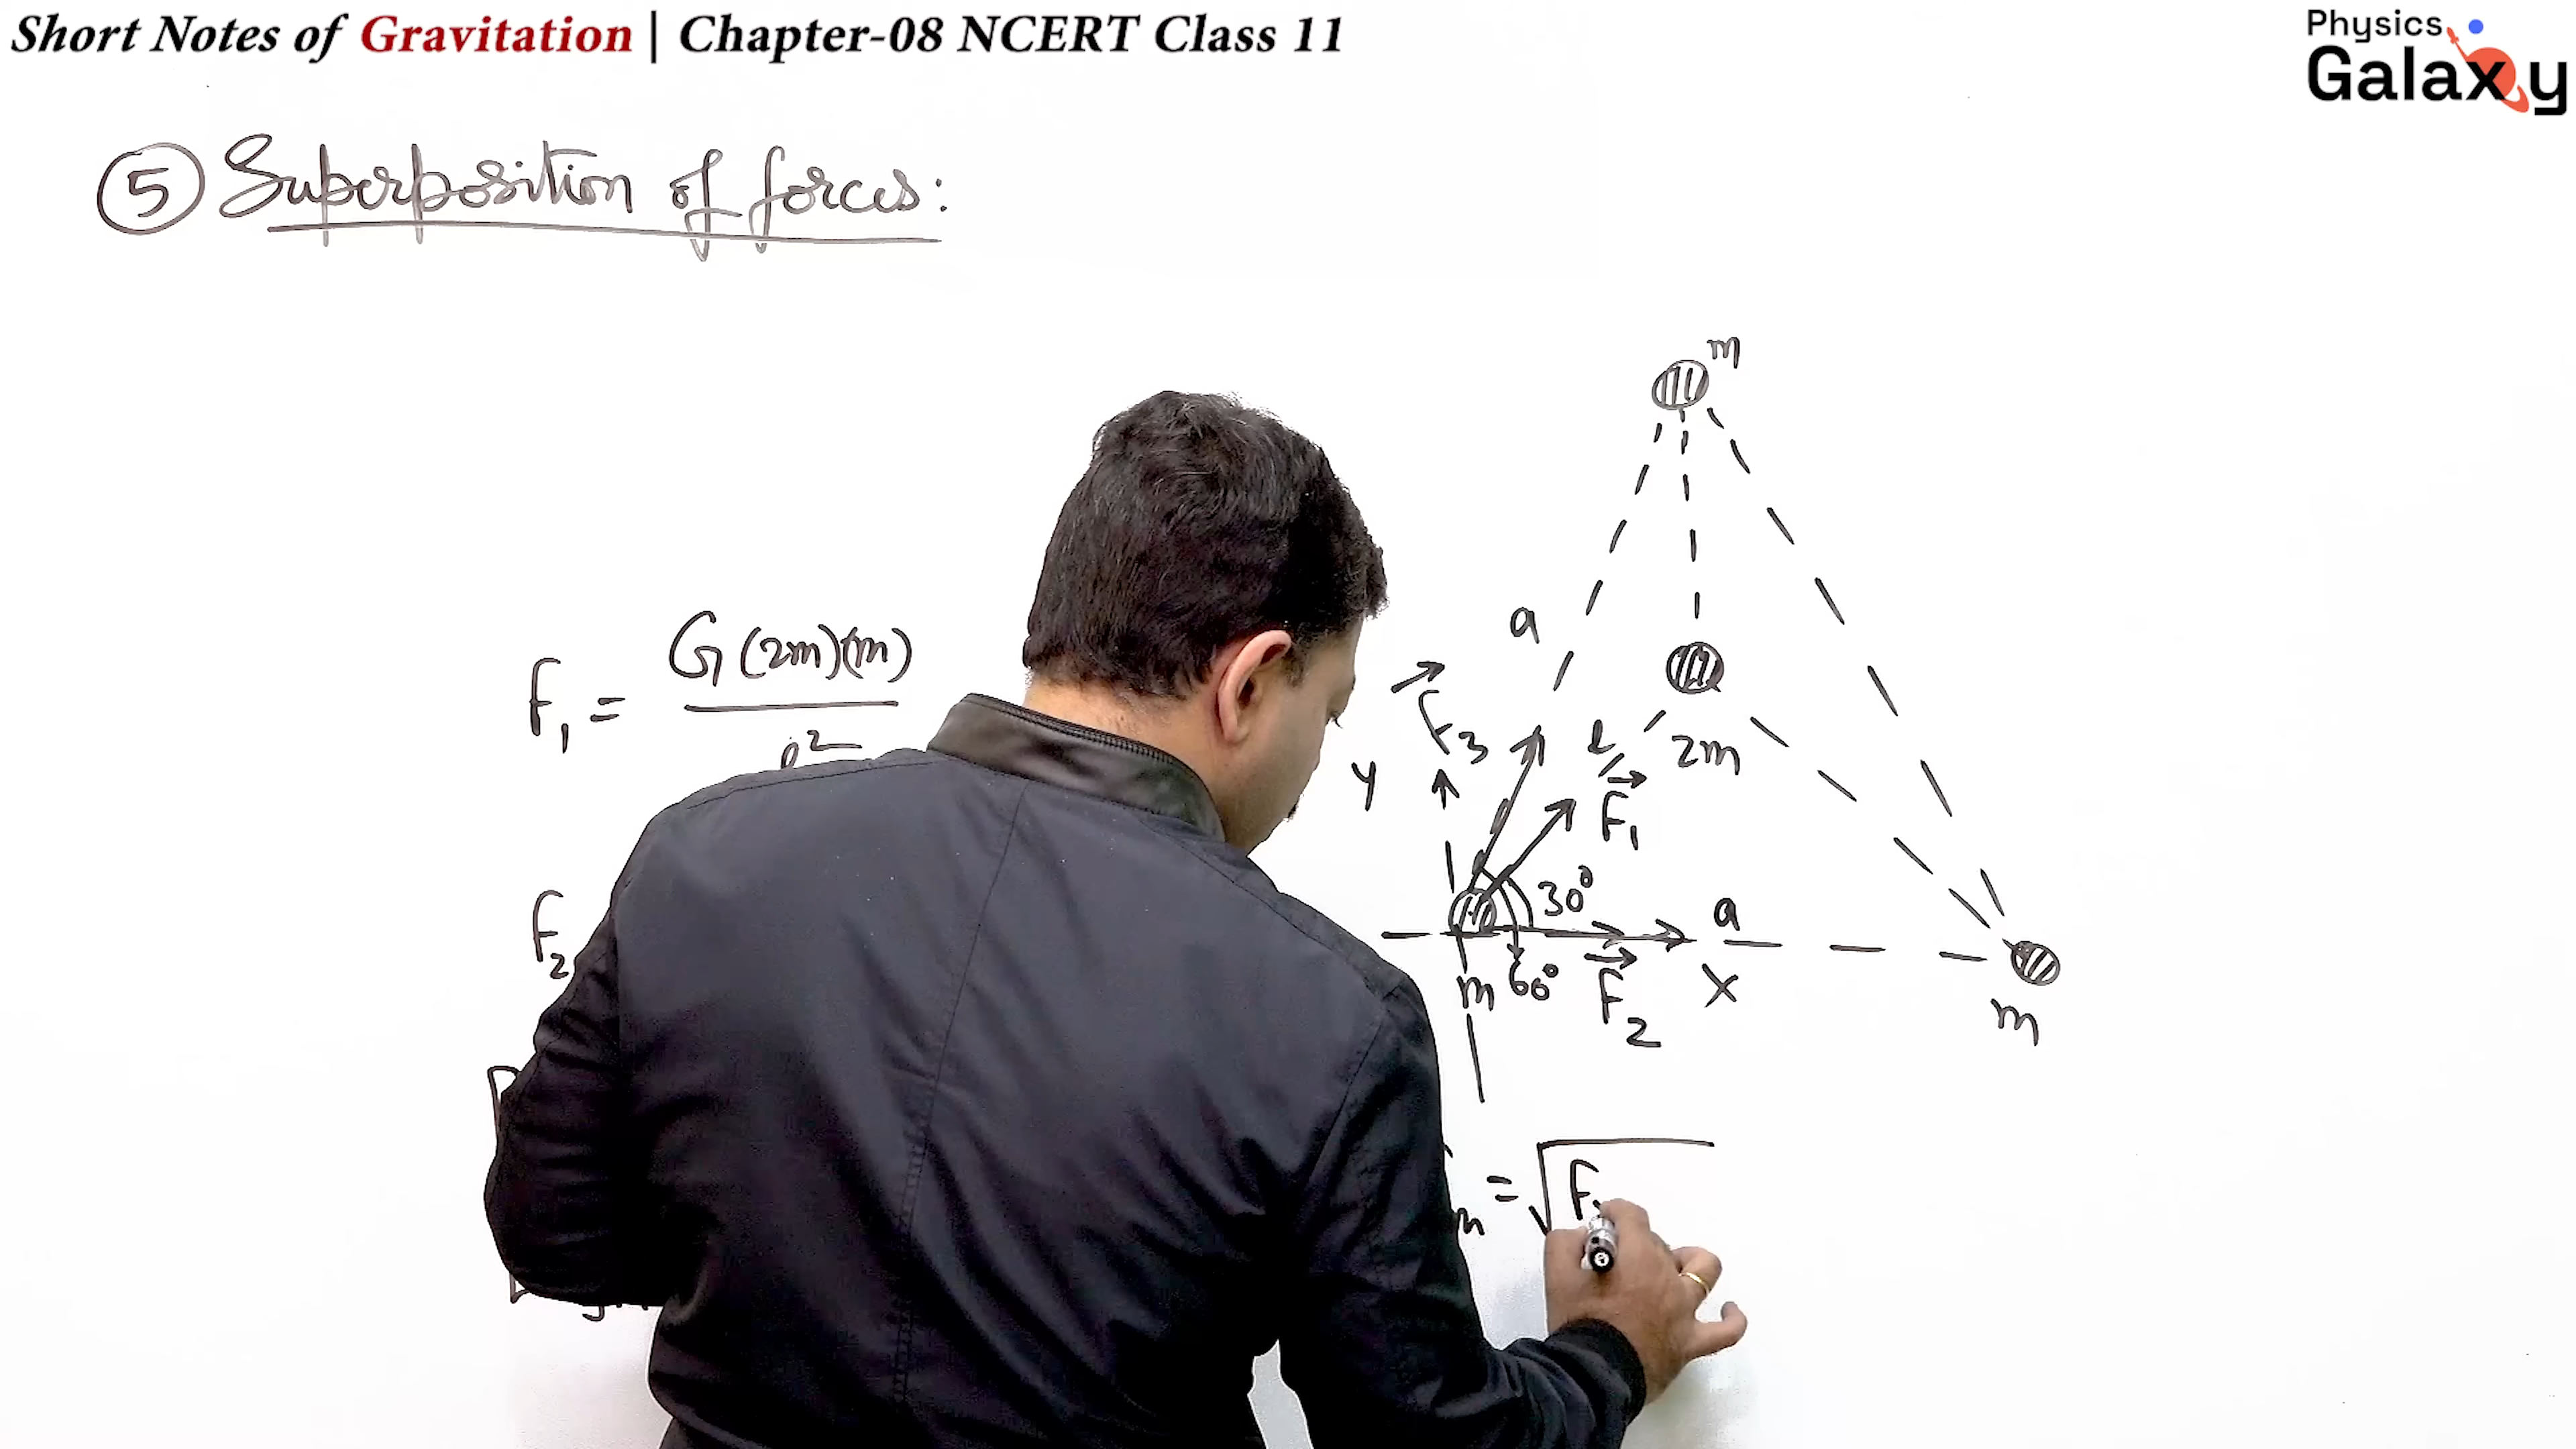 Short Notes of Gravitation | Chapter-08 NCERT Class 11
Physics Galaxy
⑤ Superposition of forces:
m
a
F₁ = G(2m)(m)
l²
F₃
l
2m
y
F₁
30°
a
F₂
m
60°
F₂
x
m
m = √F